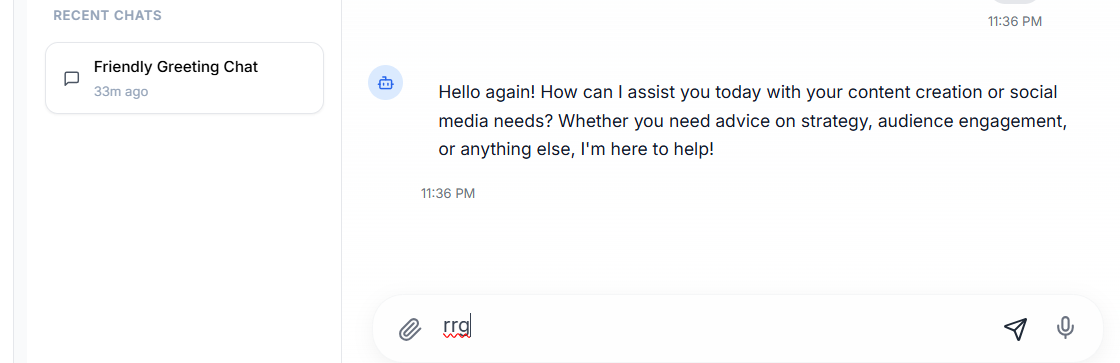 RECENT CHATS
Friendly Greeting Chat
33m ago
11:36 PM
Hello again! How can I assist you today with your content creation or social
media needs? Whether you need advice on strategy, audience engagement,
or anything else, I'm here to help!
11:36 PM
rrg